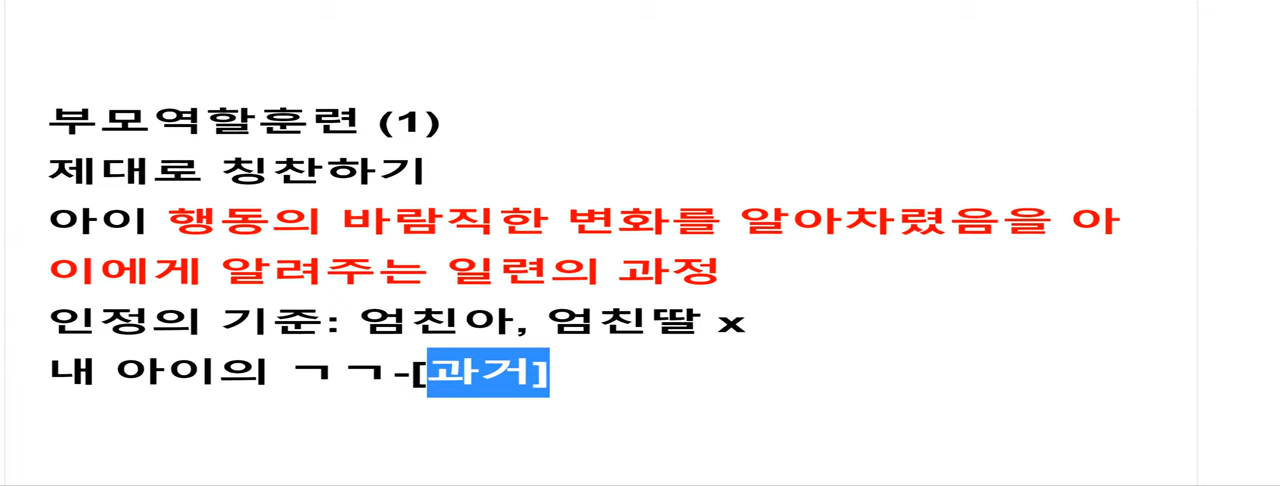 부모역할훈련 (1)
제대로 칭찬하기
아이 행동의 바람직한 변화를 알아차렸음을 아
이에게 알려주는 일련의 과정
인정의 기준: 엄친아, 엄친딸 x
내 아이의 ㄱㄱ-[과거]